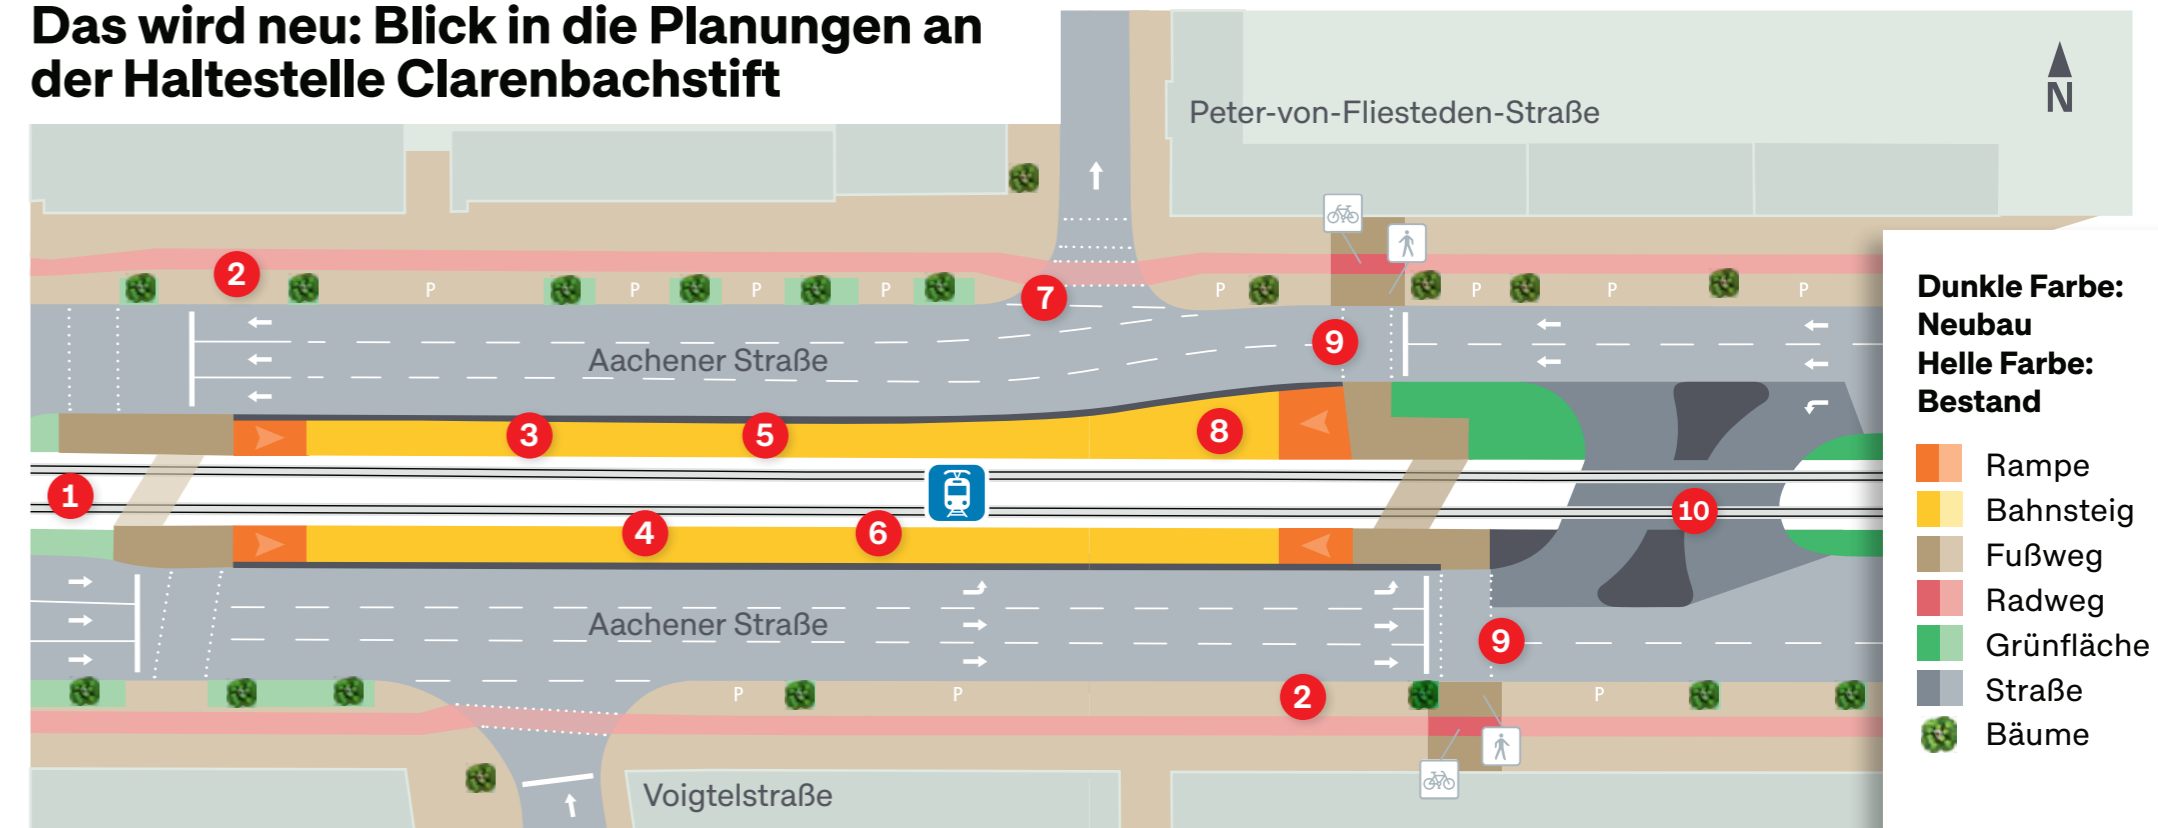 Das wird neu: Blick in die Planungen an
der Haltestelle Clarenbachstift
Peter-von-Fliesteden-Straße
N
2
P
P
P
P
7
P
P
P
P
9
Aachener Straße
3
5
8
1
4
6
10
Aachener Straße
9
P
P
2
P
Voigtelstraße
Dunkle Farbe:
Neubau
Helle Farbe:
Bestand
Rampe
Bahnsteig
Fußweg
Radweg
Grünfläche
Straße
Bäume